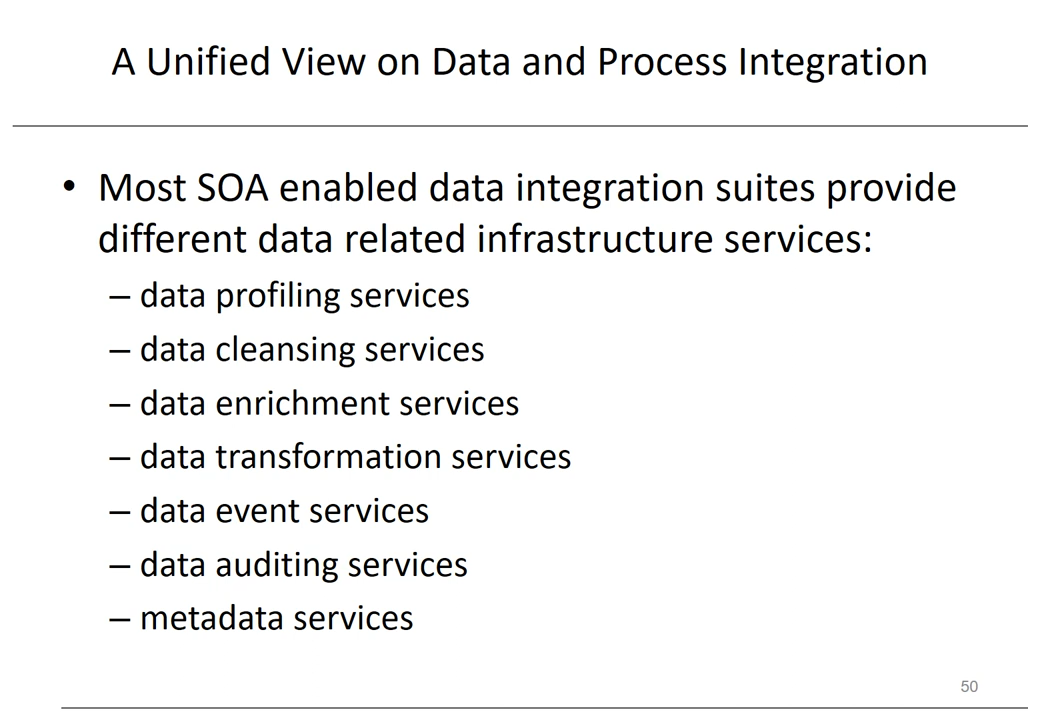 A Unified View on Data and Process Integration
• Most SOA enabled data integration suites provide
different data related infrastructure services:
– data profiling services
– data cleansing services
– data enrichment services
– data transformation services
– data event services
– data auditing services
– metadata services
50